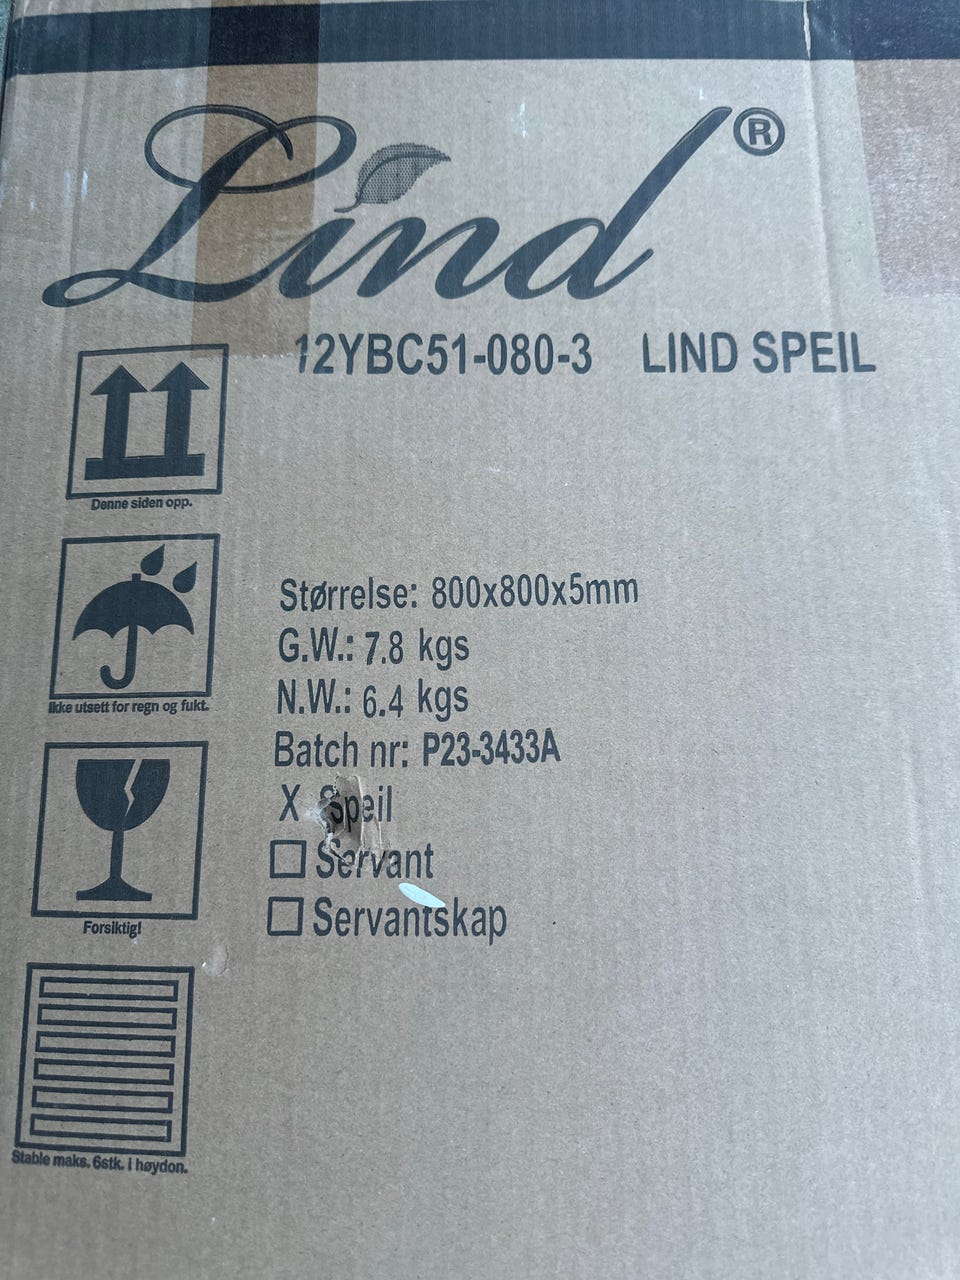 Lind®
12YBC51-080-3 LIND SPEIL
Denne siden opp.
Ikke utsett for regn og fukt.
Forsiktig!
Stable maks. 6stk. i høydon.
Størrelse: 800x800x5mm
G.W.: 7.8 kgs
N.W.: 6.4 kgs
Batch nr: P23-3433A
X Speil
☐ Servant
☐ Servantskap